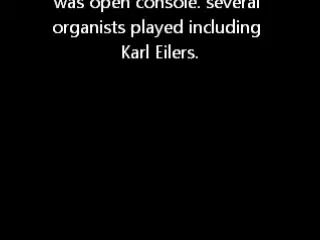 was open console. several
organists played including
Karl Eilers.